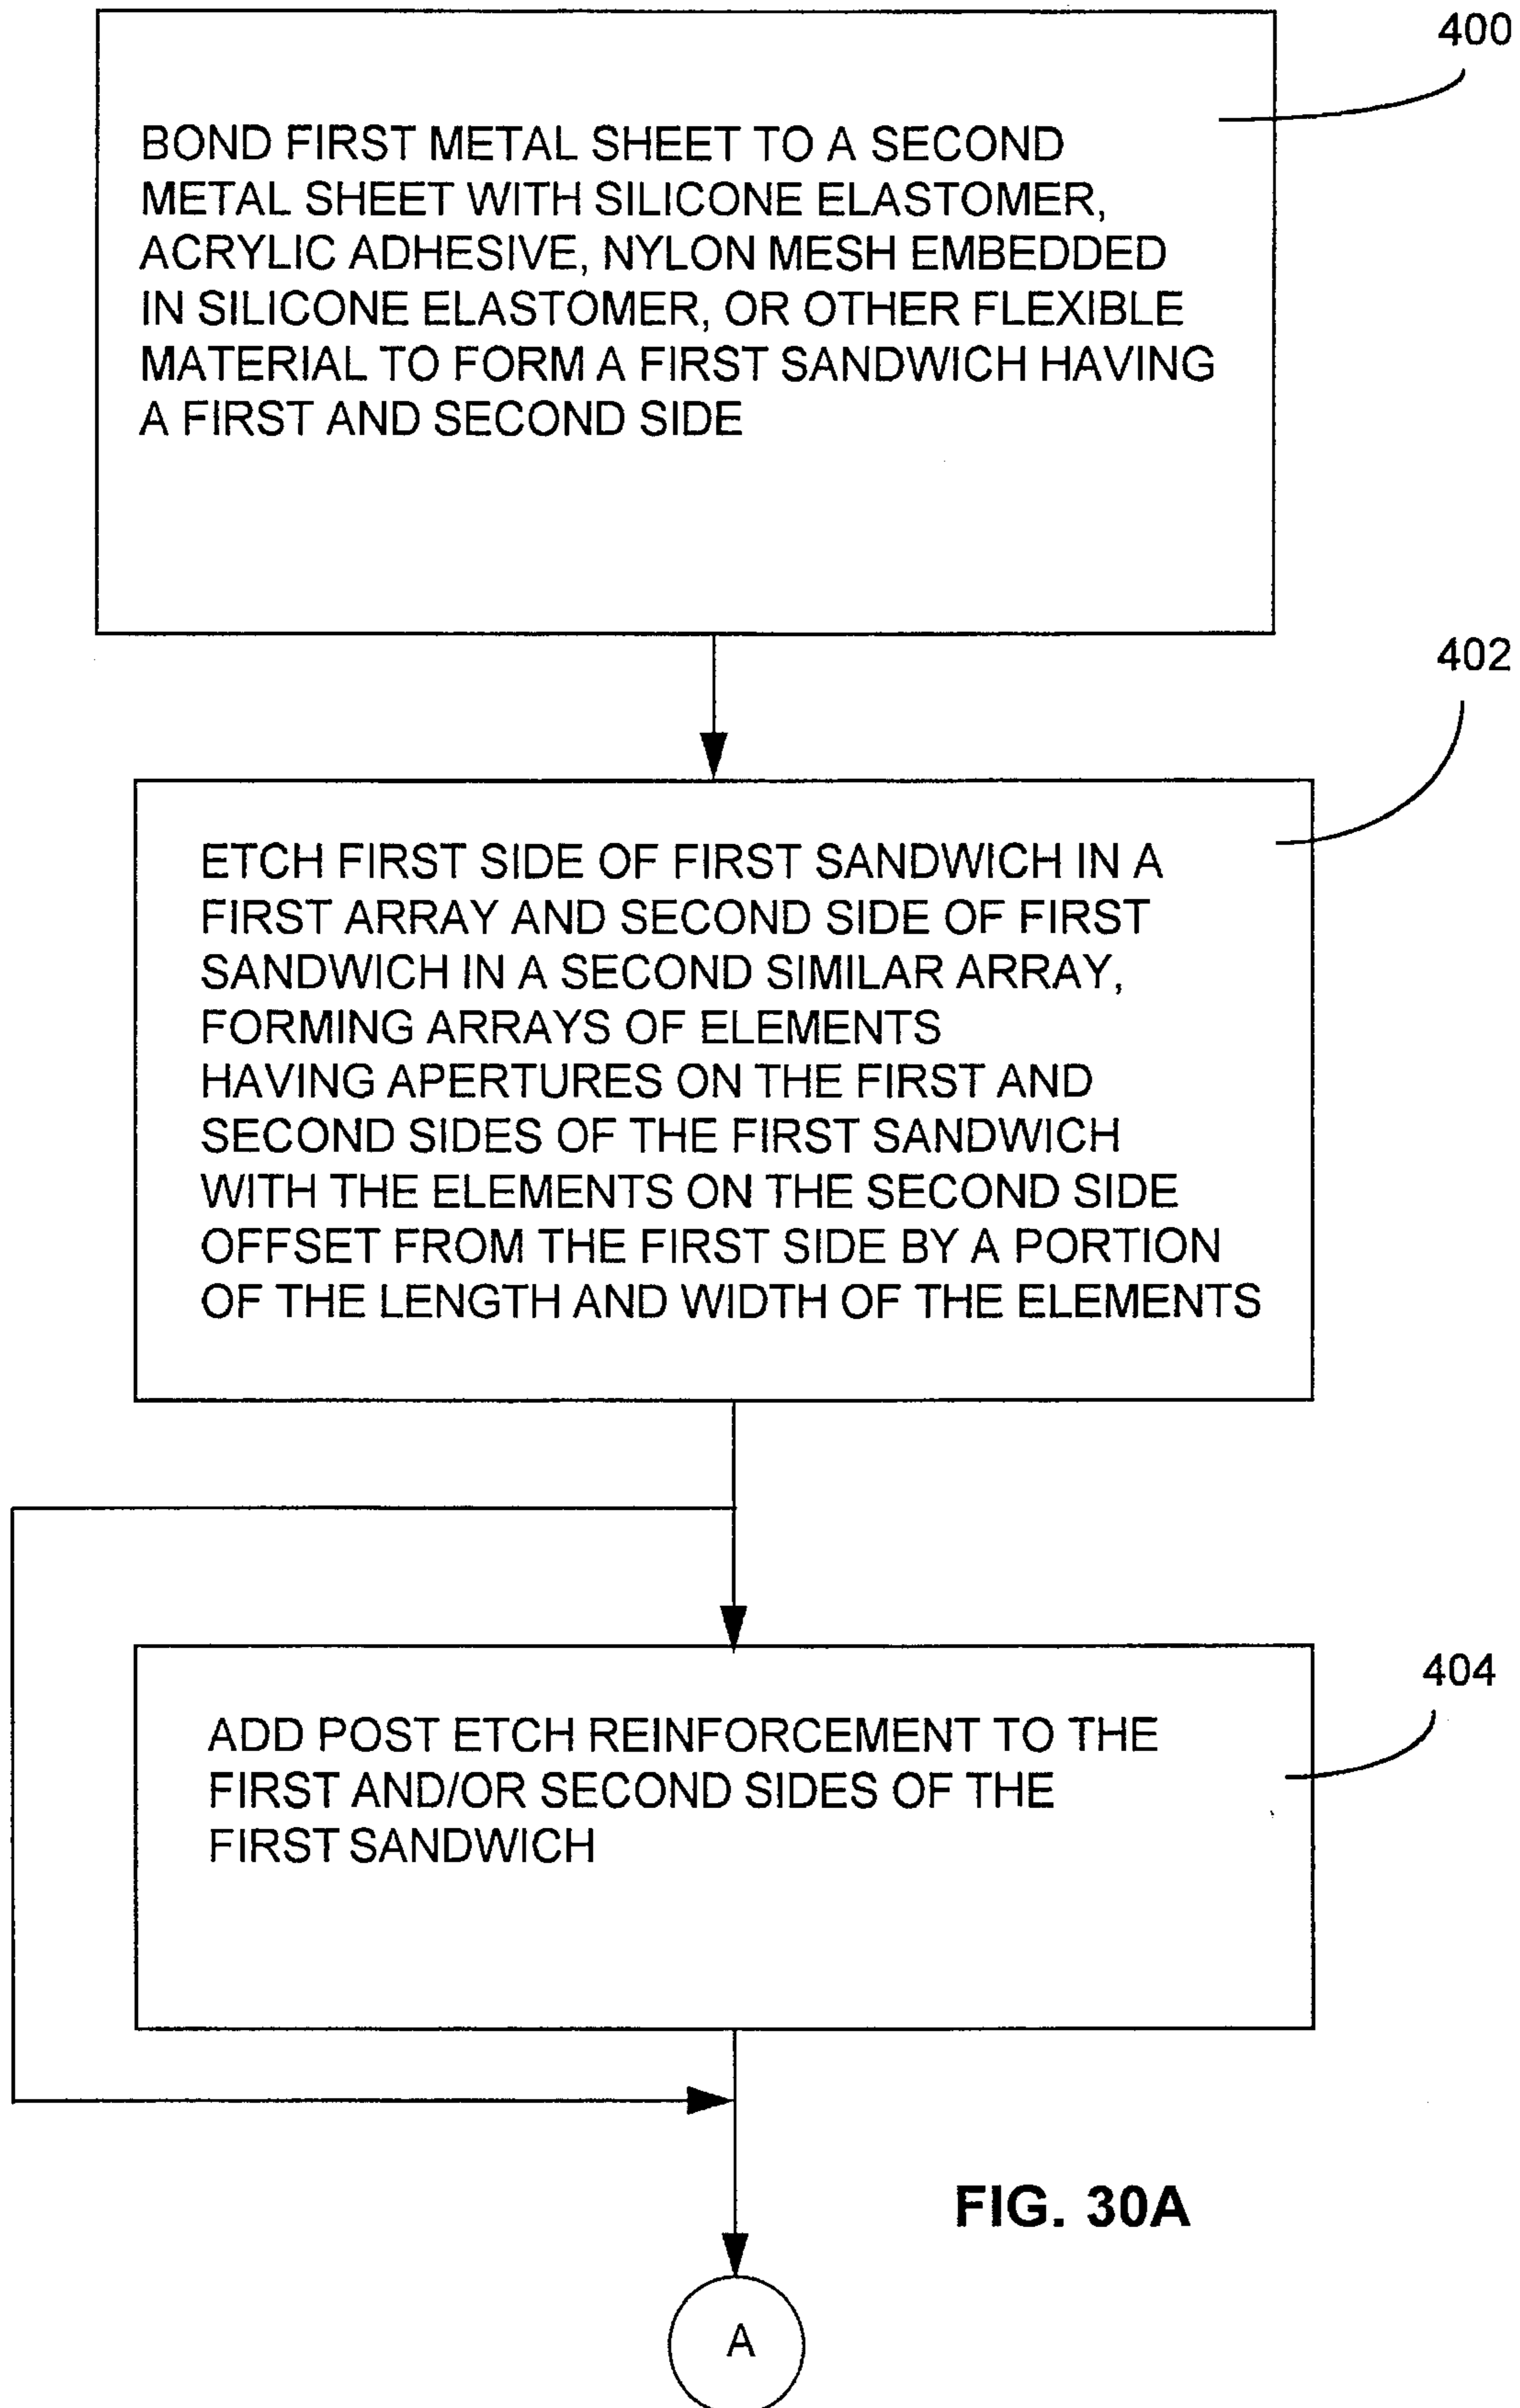 400
BOND FIRST METAL SHEET TO A SECOND
METAL SHEET WITH SILICONE ELASTOMER,
ACRYLIC ADHESIVE, NYLON MESH EMBEDDED
IN SILICONE ELASTOMER, OR OTHER FLEXIBLE
MATERIAL TO FORM A FIRST SANDWICH HAVING
A FIRST AND SECOND SIDE
402
ETCH FIRST SIDE OF FIRST SANDWICH IN A
FIRST ARRAY AND SECOND SIDE OF FIRST
SANDWICH IN A SECOND SIMILAR ARRAY,
FORMING ARRAYS OF ELEMENTS
HAVING APERTURES ON THE FIRST AND
SECOND SIDES OF THE FIRST SANDWICH
WITH THE ELEMENTS ON THE SECOND SIDE
OFFSET FROM THE FIRST SIDE BY A PORTION
OF THE LENGTH AND WIDTH OF THE ELEMENTS
404
ADD POST ETCH REINFORCEMENT TO THE
FIRST AND/OR SECOND SIDES OF THE
FIRST SANDWICH
FIG. 30A
A